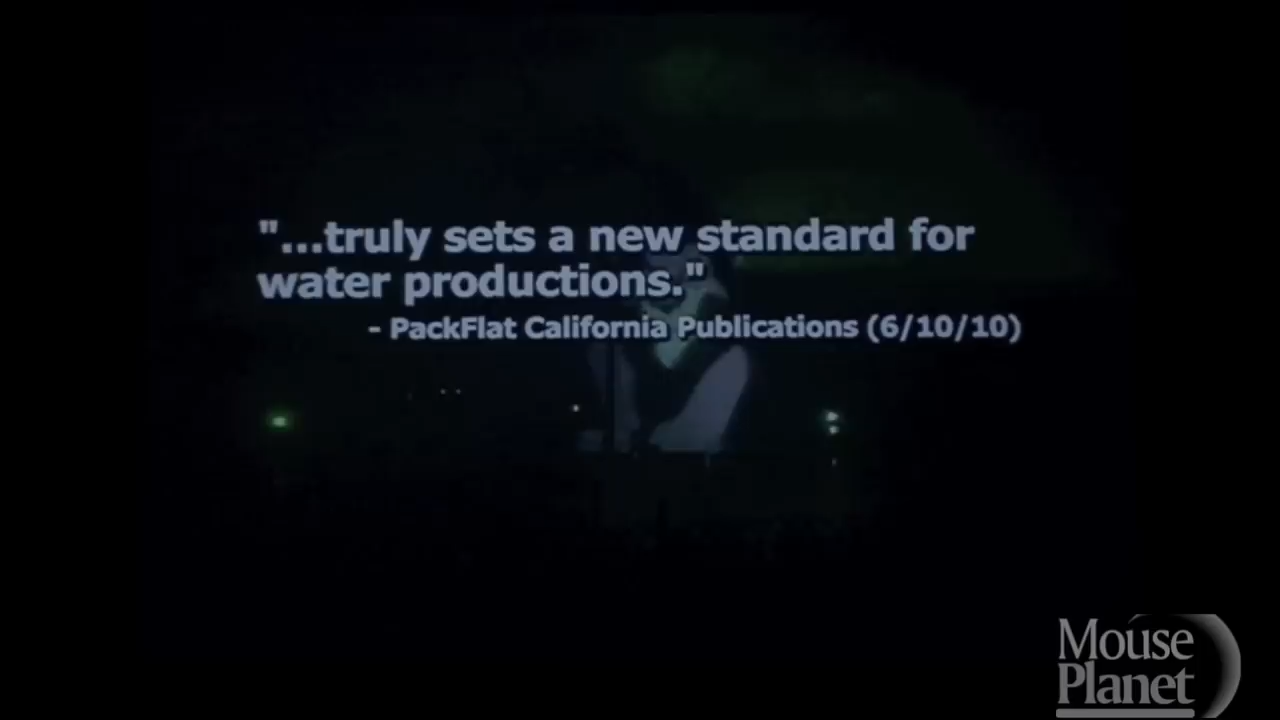 "...truly sets a new standard for
water productions."
- PackFlat California Publications (6/10/10)
Mouse
Planet